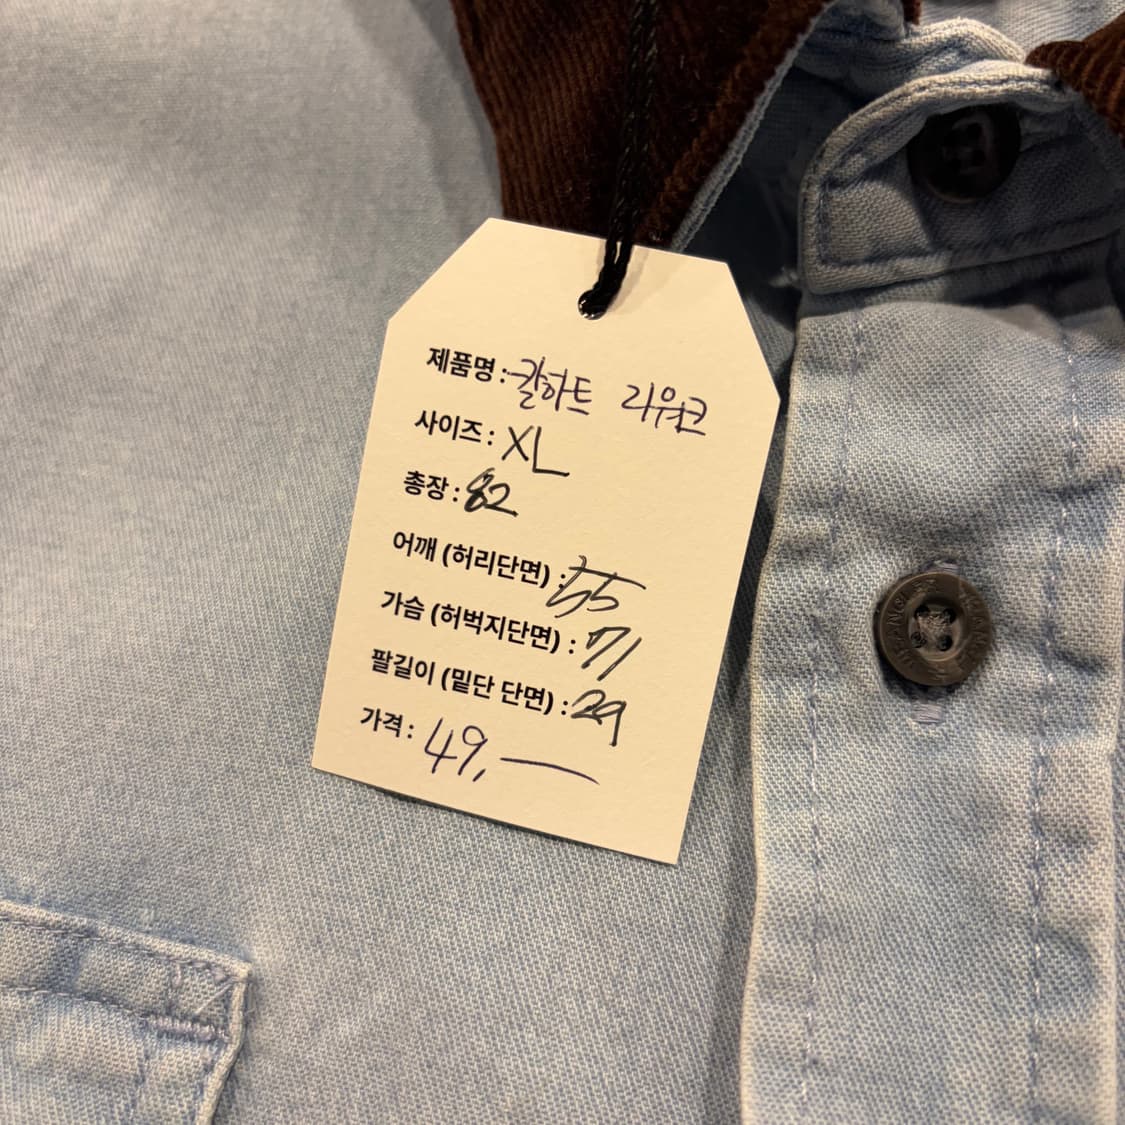 제품명 : 칼하트 리워크
사이즈 : XL
총장 : 82
어깨 (허리단면) : 55
가슴 (허벅지단면) : 71
팔길이 (밑단 단면) : 29
가격 : 49,—
WRANGLER WRANGLER